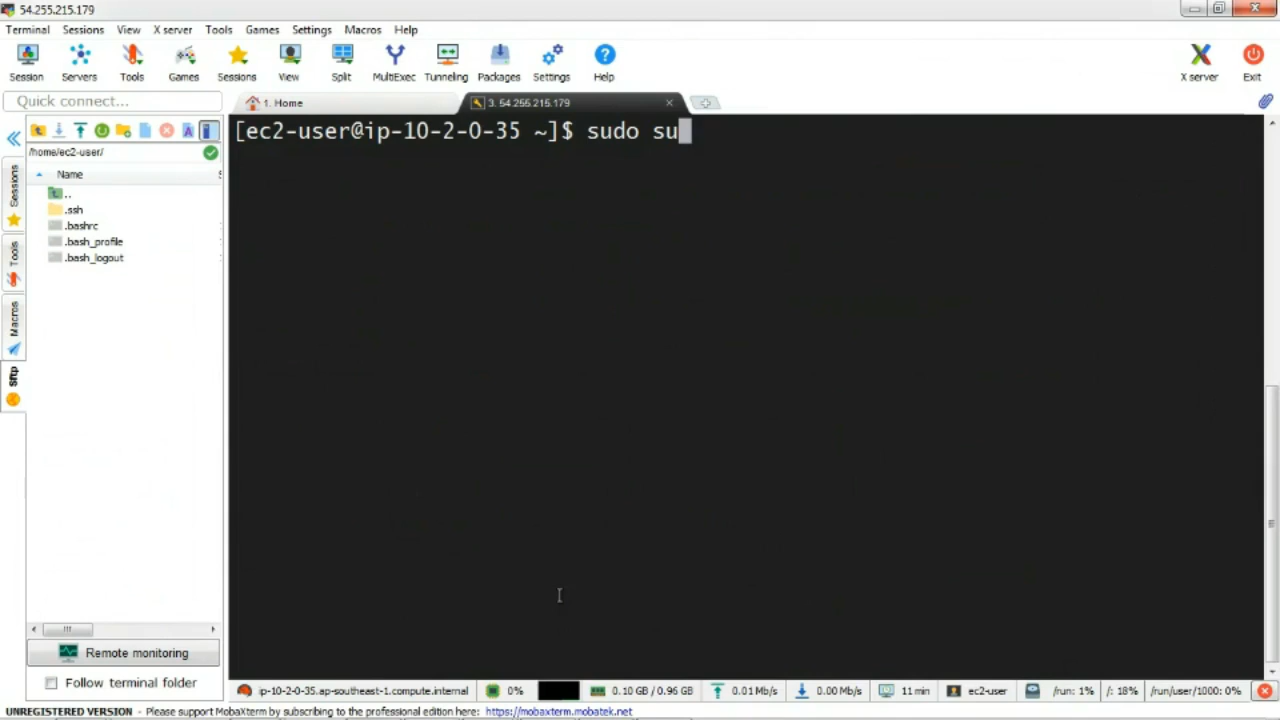 54.255.215.179
Terminal Sessions View X server Tools Games Settings Macros Help
Session Servers Tools Games Sessions View Split MultiExec Tunneling Packages Settings Help X server Exit
Quick connect...
1. Home
3. 54.255.215.179
[ec2-user@ip-10-2-0-35 ~]$ sudo su
/home/ec2-user/
Name
..
.ssh
.bashrc
.bash_profile
.bash_logout
Sessions
Tools
Macros
Sftp
Remote monitoring
Follow terminal folder
ip-10-2-0-35.ap-southeast-1.compute.internal 0% 0.10 GB / 0.96 GB 0.01 Mb/s 0.00 Mb/s 11 min ec2-user /run: 1% /: 18% /run/user/1000: 0%
UNREGISTERED VERSION - Please support MobaXterm by subscribing to the professional edition here: https://mobaxterm.mobatek.net